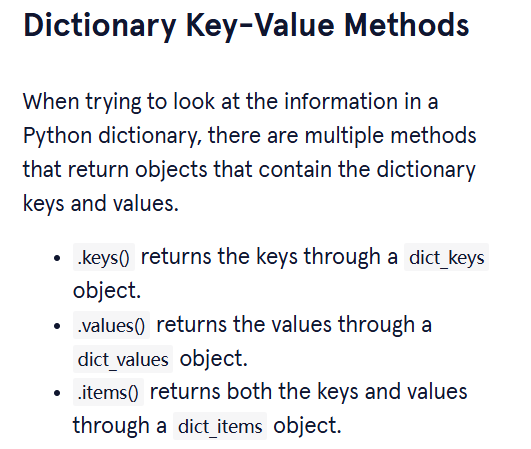 Dictionary Key-Value Methods
When trying to look at the information in a
Python dictionary, there are multiple methods
that return objects that contain the dictionary
keys and values.
• .keys() returns the keys through a dict_keys
object.
• .values() returns the values through a
dict_values object.
• .items() returns both the keys and values
through a dict_items object.